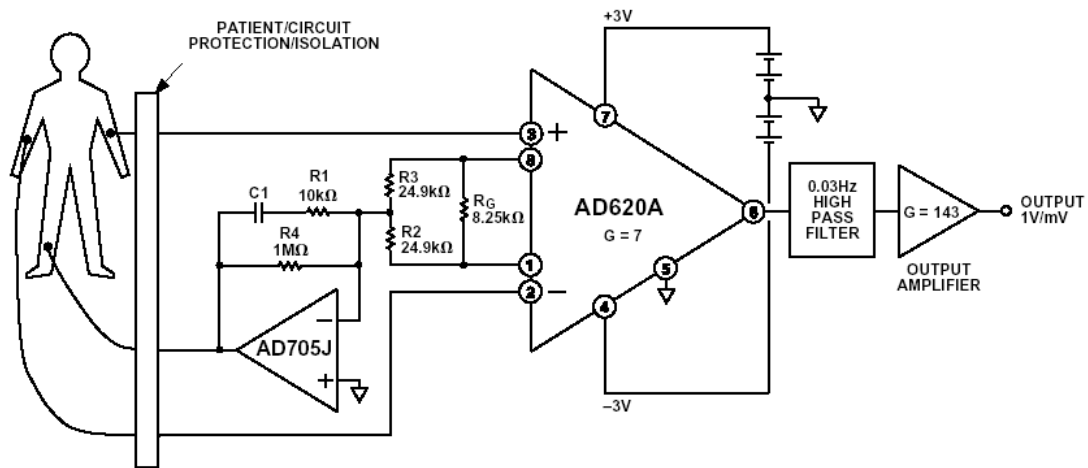 PATIENT/CIRCUIT
PROTECTION/ISOLATION
+3V
3
+
8
7
C1
R1
10kΩ
R3
24.9kΩ
RG
8.25kΩ
R4
1MΩ
R2
24.9kΩ
AD620A
G = 7
6
0.03Hz
HIGH
PASS
FILTER
G = 143
OUTPUT
1V/mV
OUTPUT
AMPLIFIER
1
2
–
5
4
–
AD705J
+
–3V